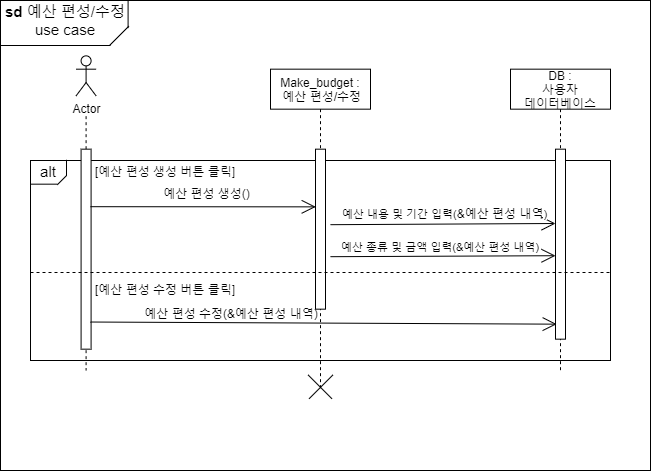 sd 예산 편성/수정
use case
Actor
Make_budget :
예산 편성/수정
DB :
사용자
데이터베이스
alt
[예산 편성 생성 버튼 클릭]
예산 편성 생성()
예산 내용 및 기간 입력(&예산 편성 내역)
예산 종류 및 금액 입력(&예산 편성 내역)
[예산 편성 수정 버튼 클릭]
예산 편성 수정(&예산 편성 내역)